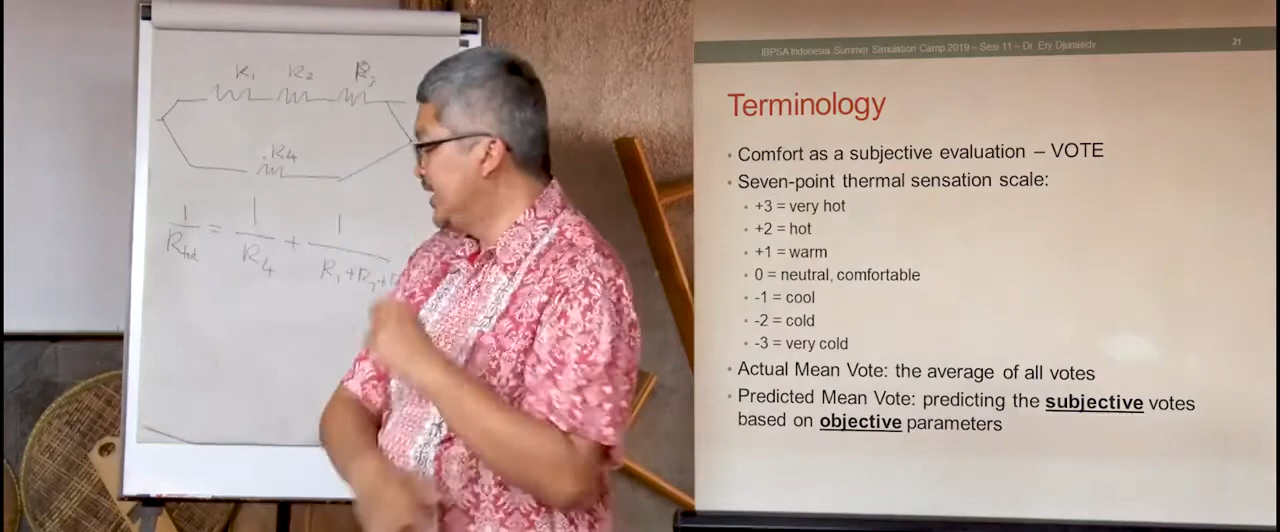 R₁ R₂ R₃
R₄
1/R_tot = 1/R₄ + 1/(R₁+R₂+
IBPSA Indonesia Summer Simulation Camp 2019 – Sesi 11 – Dr. Ery Djunaedy
21
Terminology
• Comfort as a subjective evaluation – VOTE
• Seven-point thermal sensation scale:
• +3 = very hot
• +2 = hot
• +1 = warm
• 0 = neutral, comfortable
• -1 = cool
• -2 = cold
• -3 = very cold
• Actual Mean Vote: the average of all votes
• Predicted Mean Vote: predicting the subjective votes
based on objective parameters